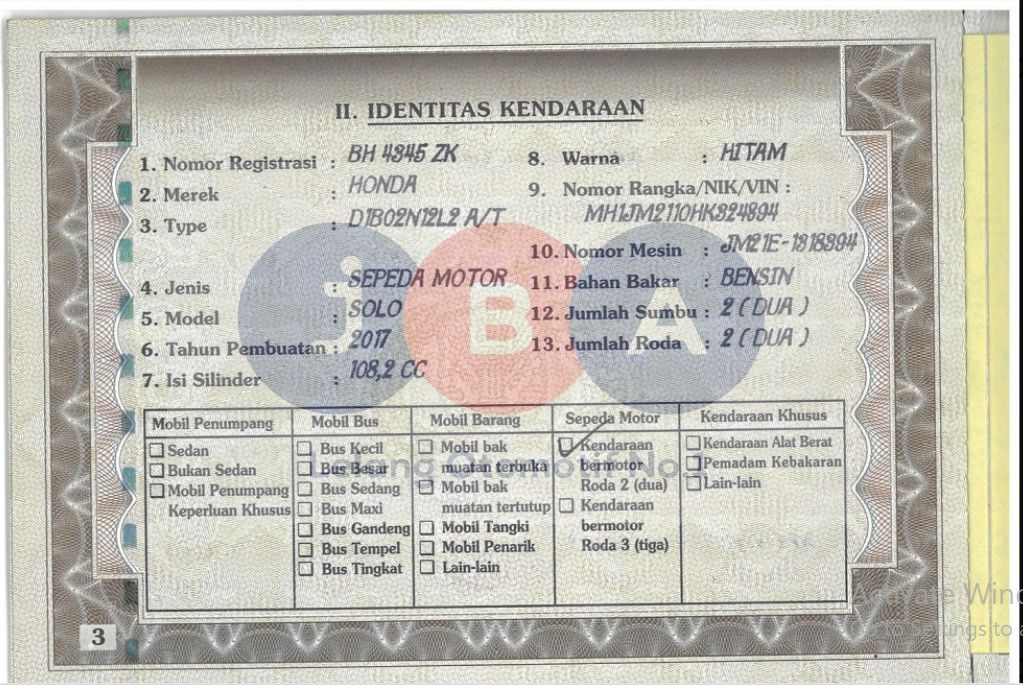 II. IDENTITAS KENDARAAN
1. Nomor Registrasi : BH 4845 ZK
2. Merek : HONDA
3. Type : D1B02N12L2 A/T
4. Jenis : SEPEDA MOTOR
5. Model : SOLO
6. Tahun Pembuatan : 2017
7. Isi Silinder : 108,2 CC
8. Warna : HITAM
9. Nomor Rangka/NIK/VIN :
MH1JM2110HK324894
10. Nomor Mesin : JM21E-1318394
11. Bahan Bakar : BENSIN
12. Jumlah Sumbu : 2 ( DUA )
13. Jumlah Roda : 2 ( DUA )
J B A
Mobil Penumpang
Sedan
Bukan Sedan
Mobil Penumpang
Keperluan Khusus
Mobil Bus
Bus Kecil
Bus Besar
Bus Sedang
Bus Maxi
Bus Gandeng
Bus Tempel
Bus Tingkat
Mobil Barang
Mobil bak
muatan terbuka
Mobil bak
muatan tertutup
Mobil Tangki
Mobil Penarik
Lain-lain
Sepeda Motor
Kendaraan
bermotor
Roda 2 (dua)
Kendaraan
bermotor
Roda 3 (tiga)
Kendaraan Khusus
Kendaraan Alat Berat
Pemadam Kebakaran
Lain-lain
3